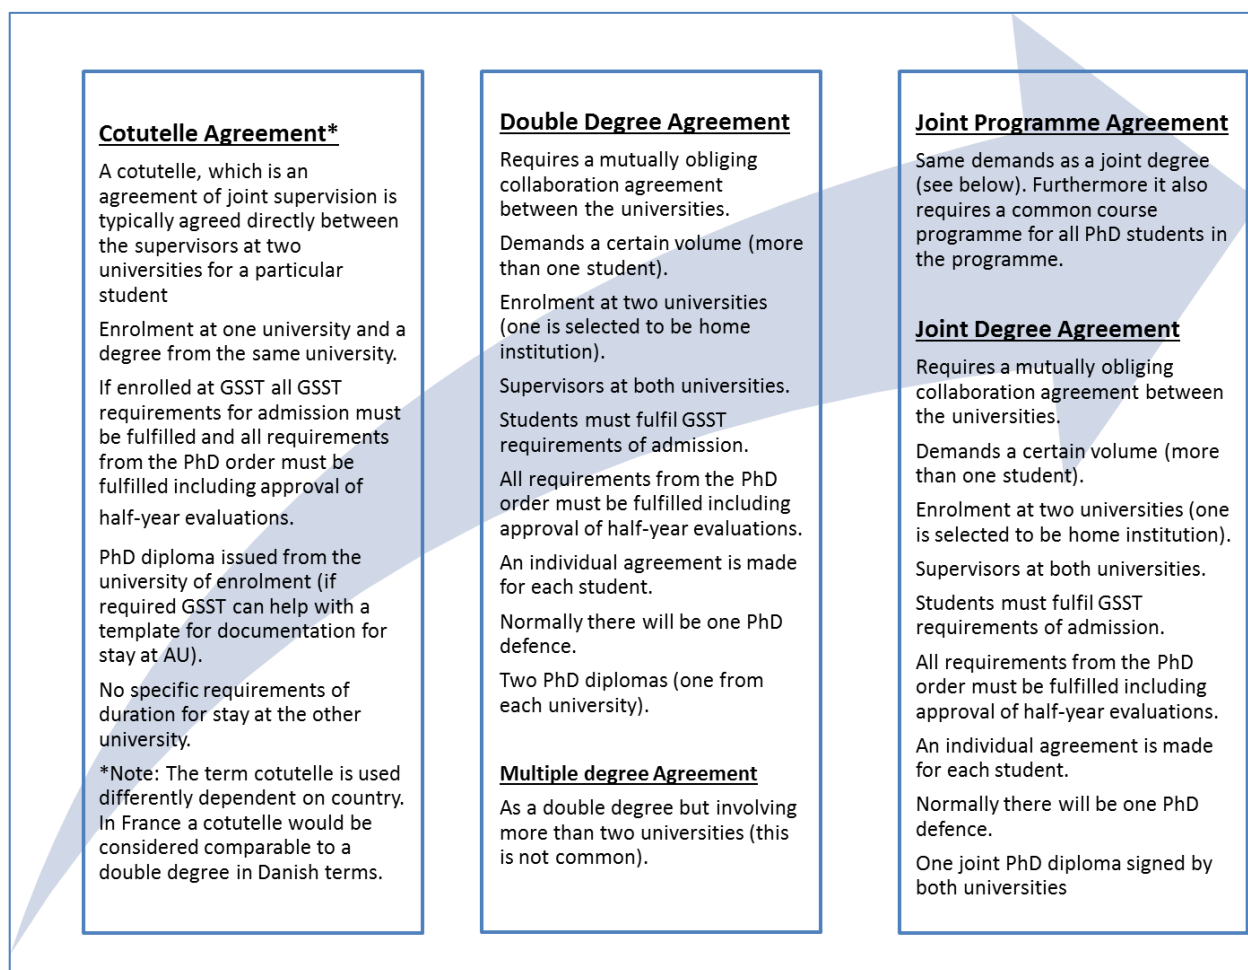 Cotutelle Agreement*
A cotutelle, which is an
agreement of joint supervision is
typically agreed directly between
the supervisors at two
universities for a particular
student
Enrolment at one university and a
degree from the same university.
If enrolled at GSST all GSST
requirements for admission must
be fulfilled and all requirements
from the PhD order must be
fulfilled including approval of
half-year evaluations.
PhD diploma issued from the
university of enrolment (if
required GSST can help with a
template for documentation for
stay at AU).
No specific requirements of
duration for stay at the other
university.
*Note: The term cotutelle is used
differently dependent on country.
In France a cotutelle would be
considered comparable to a
double degree in Danish terms.
Double Degree Agreement
Requires a mutually obliging
collaboration agreement
between the universities.
Demands a certain volume (more
than one student).
Enrolment at two universities
(one is selected to be home
institution).
Supervisors at both universities.
Students must fulfil GSST
requirements of admission.
All requirements from the PhD
order must be fulfilled including
approval of half-year evaluations.
An individual agreement is made
for each student.
Normally there will be one PhD
defence.
Two PhD diplomas (one from
each university).
Multiple degree Agreement
As a double degree but involving
more than two universities (this
is not common).
Joint Programme Agreement
Same demands as a joint degree
(see below). Furthermore it also
requires a common course
programme for all PhD students in
the programme.
Joint Degree Agreement
Requires a mutually obliging
collaboration agreement between
the universities.
Demands a certain volume (more
than one student).
Enrolment at two universities (one
is selected to be home institution).
Supervisors at both universities.
Students must fulfil GSST
requirements of admission.
All requirements from the PhD
order must be fulfilled including
approval of half-year evaluations.
An individual agreement is made
for each student.
Normally there will be one PhD
defence.
One joint PhD diploma signed by
both universities